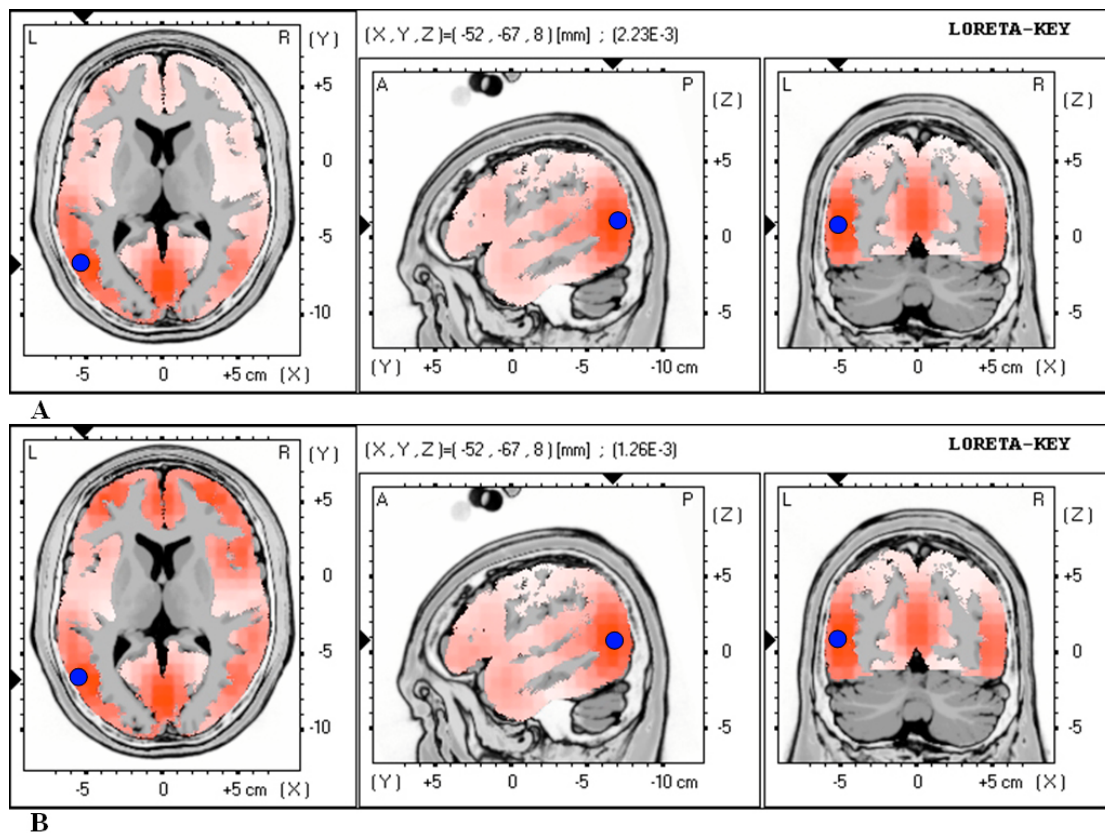 L R (Y)
+5
0
-5
-10
-5 0 +5 cm (X)
(X, Y, Z)=(-52, -67, 8) [mm] ; (2.23E-3)
LORETA-KEY
A P (Z)
+5
0
-5
(Y) +5 0 -5 -10 cm
L R (Z)
+5
0
-5
-5 0 +5 cm (X)
A
L R (Y)
+5
0
-5
-10
-5 0 +5 cm (X)
(X, Y, Z)=(-52, -67, 8) [mm] ; (1.26E-3)
LORETA-KEY
A P (Z)
+5
0
-5
(Y) +5 0 -5 -10 cm
L R (Z)
+5
0
-5
-5 0 +5 cm (X)
B